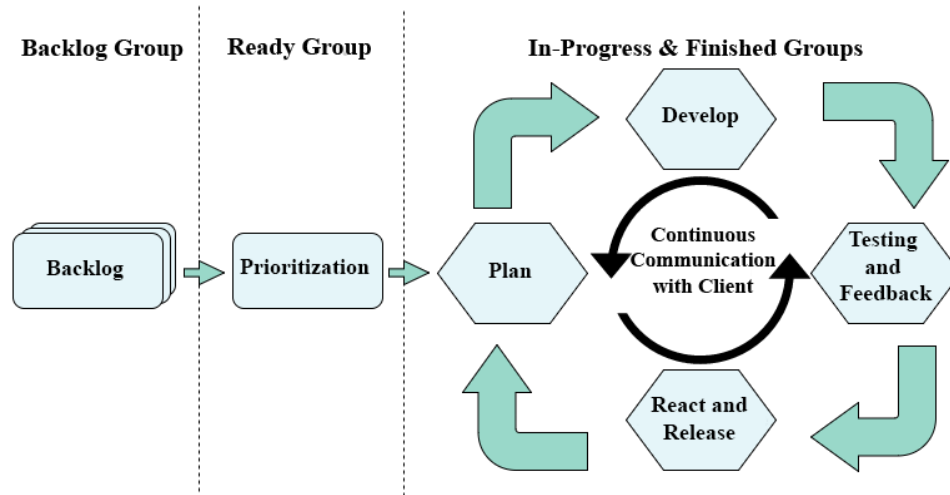 Backlog Group
Ready Group
In-Progress & Finished Groups
Backlog
Prioritization
Plan
Develop
Continuous
Communication
with Client
Testing
and
Feedback
React and
Release